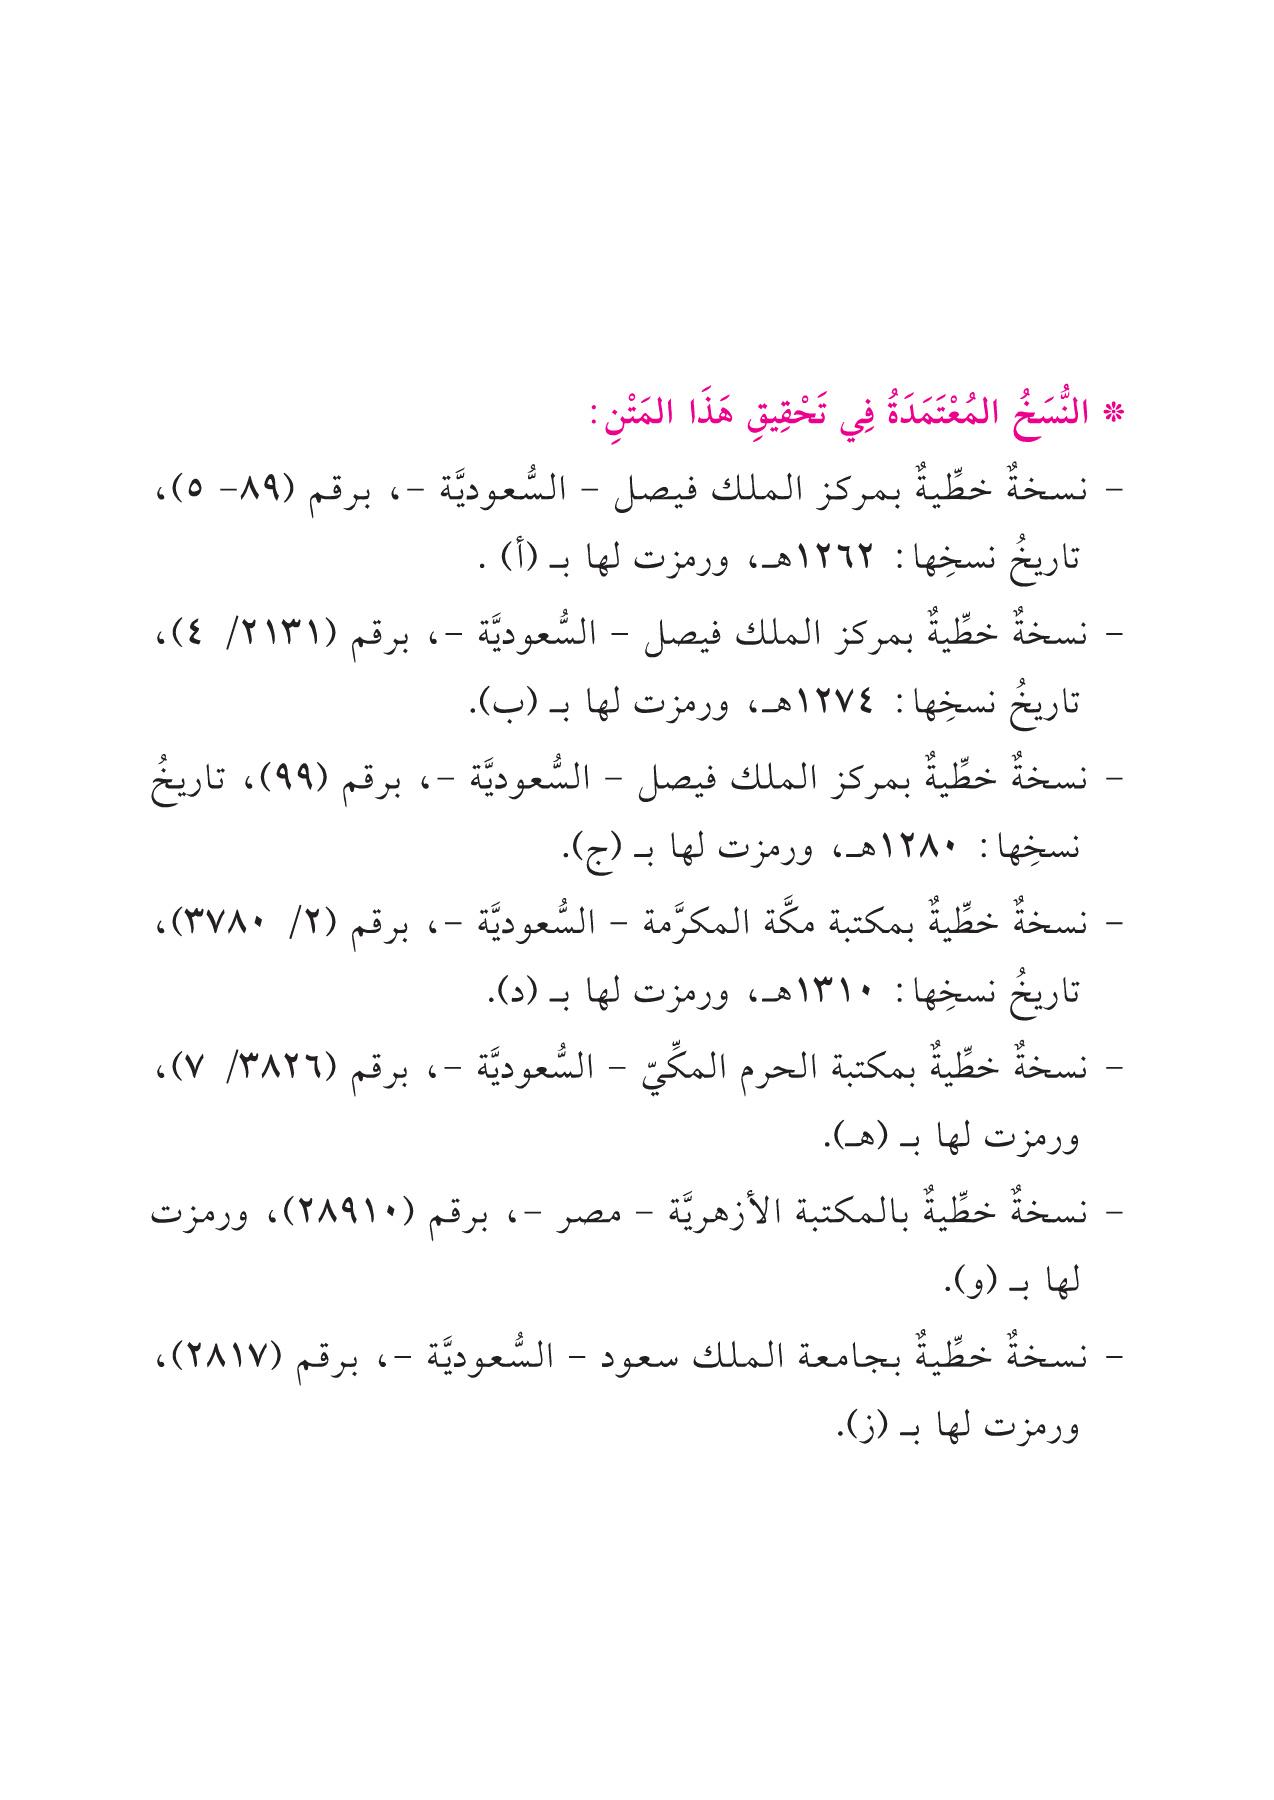 * النُّسَخُ المُعْتَمَدَةُ فِي تَحْقِيقِ هَذَا المَتْنِ:
- نسخةٌ خطِّيةٌ بمركز الملك فيصل - السُّعوديَّة -، برقم (٨٩- ٥)،
تاريخُ نسخِها: ١٢٦٢هـ، ورمزت لها بـ (أ) .
- نسخةٌ خطِّيةٌ بمركز الملك فيصل - السُّعوديَّة -، برقم (٢١٣١/ ٤)،
تاريخُ نسخِها: ١٢٧٤هـ، ورمزت لها بـ (ب).
- نسخةٌ خطِّيةٌ بمركز الملك فيصل - السُّعوديَّة -، برقم (٩٩)، تاريخُ
نسخِها: ١٢٨٠هـ، ورمزت لها بـ (ج).
- نسخةٌ خطِّيةٌ بمكتبة مكَّة المكرَّمة - السُّعوديَّة -، برقم (٢/ ٣٧٨٠)،
تاريخُ نسخِها: ١٣١٠هـ، ورمزت لها بـ (د).
- نسخةٌ خطِّيةٌ بمكتبة الحرم المكِّيّ - السُّعوديَّة -، برقم (٣٨٢٦/ ٧)،
ورمزت لها بـ (هـ).
- نسخةٌ خطِّيةٌ بالمكتبة الأزهريَّة - مصر -، برقم (٢٨٩١٠)، ورمزت
لها بـ (و).
- نسخةٌ خطِّيةٌ بجامعة الملك سعود - السُّعوديَّة -، برقم (٢٨١٧)،
ورمزت لها بـ (ز).